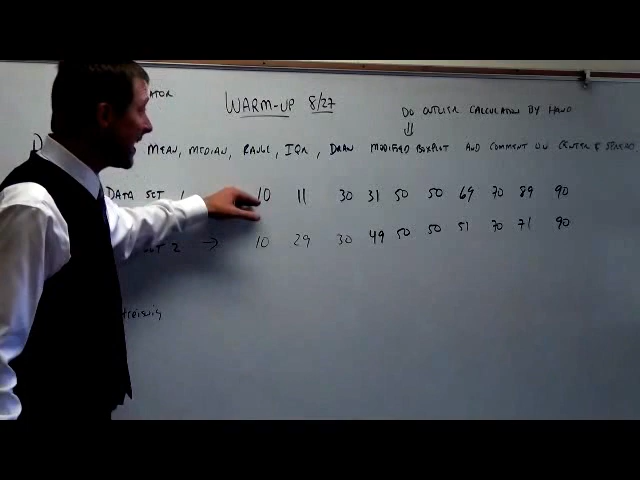 WARM-UP 8/27
DO OUTLIER CALCULATION BY HAND
MEAN, MEDIAN, RANGE, IQR, DRAW MODIFIED BOXPLOT AND COMMENT ON CENTER & SPREAD.
DATA SET 1 10 11 30 31 50 50 69 70 89 90
2 → 10 29 30 49 50 50 51 70 71 90